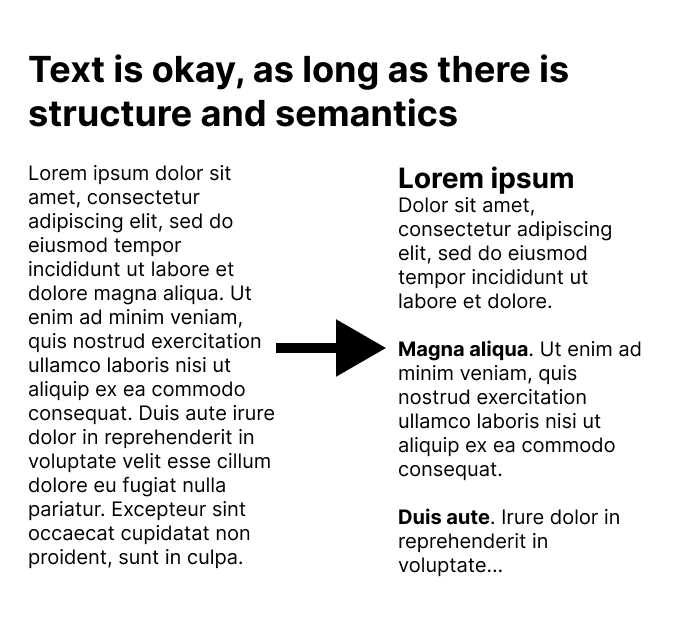 Text is okay, as long as there is
structure and semantics
Lorem ipsum dolor sit
amet, consectetur
adipiscing elit, sed do
eiusmod tempor
incididunt ut labore et
dolore magna aliqua. Ut
enim ad minim veniam,
quis nostrud exercitation
ullamco laboris nisi ut
aliquip ex ea commodo
consequat. Duis aute irure
dolor in reprehenderit in
voluptate velit esse cillum
dolore eu fugiat nulla
pariatur. Excepteur sint
occaecat cupidatat non
proident, sunt in culpa.
Lorem ipsum
Dolor sit amet,
consectetur adipiscing
elit, sed do eiusmod
tempor incididunt ut
labore et dolore.
Magna aliqua. Ut enim ad
minim veniam, quis
nostrud exercitation
ullamco laboris nisi ut
aliquip ex ea commodo
consequat.
Duis aute. Irure dolor in
reprehenderit in
voluptate...